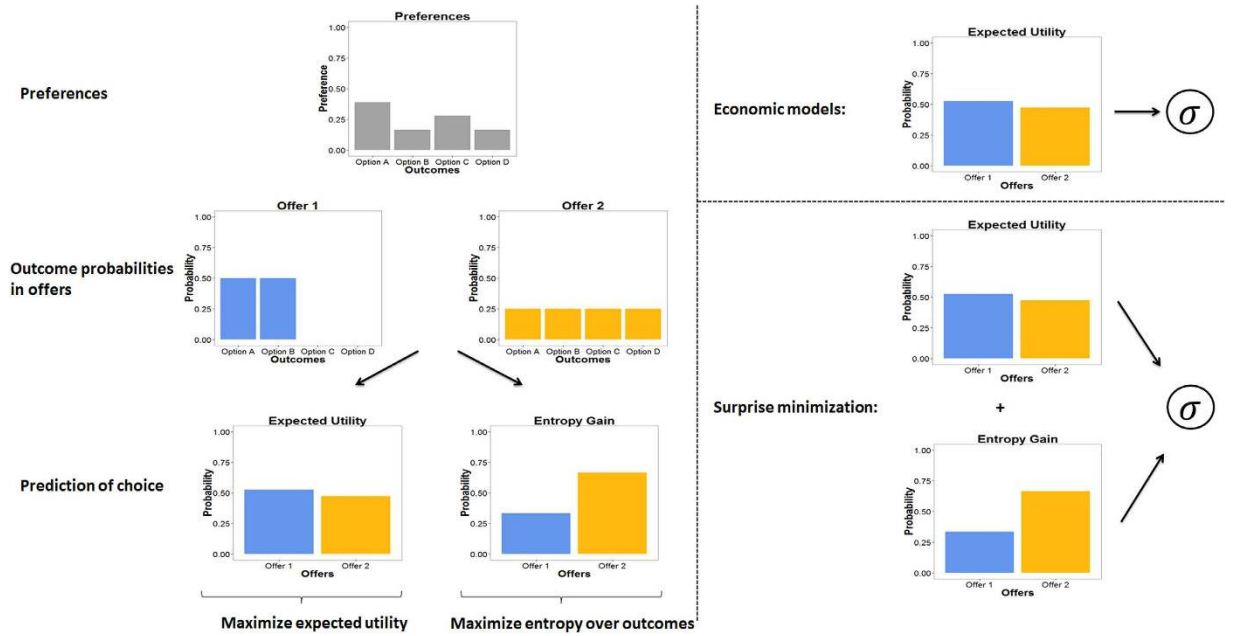 Preferences
Preferences
Preference
1.00
0.75
0.50
0.25
0.00
Option A Option B Option C Option D
Outcomes
Outcome probabilities
in offers
Offer 1
Probability
1.00
0.75
0.50
0.25
0.00
Option A Option B Option C Option D
Outcomes
Offer 2
Probability
1.00
0.75
0.50
0.25
0.00
Option A Option B Option C Option D
Outcomes
Prediction of choice
Expected Utility
Probability
1.00
0.75
0.50
0.25
0.00
Offer 1 Offer 2
Offers
Maximize expected utility
Entropy Gain
Probability
1.00
0.75
0.50
0.25
0.00
Offer 1 Offer 2
Offers
Maximize entropy over outcomes
Economic models:
Expected Utility
Probability
1.00
0.75
0.50
0.25
0.00
Offer 1 Offer 2
Offers
σ
Surprise minimization:
Expected Utility
Probability
1.00
0.75
0.50
0.25
0.00
Offer 1 Offer 2
Offers
+
Entropy Gain
Probability
1.00
0.75
0.50
0.25
0.00
Offer 1 Offer 2
Offers
σ